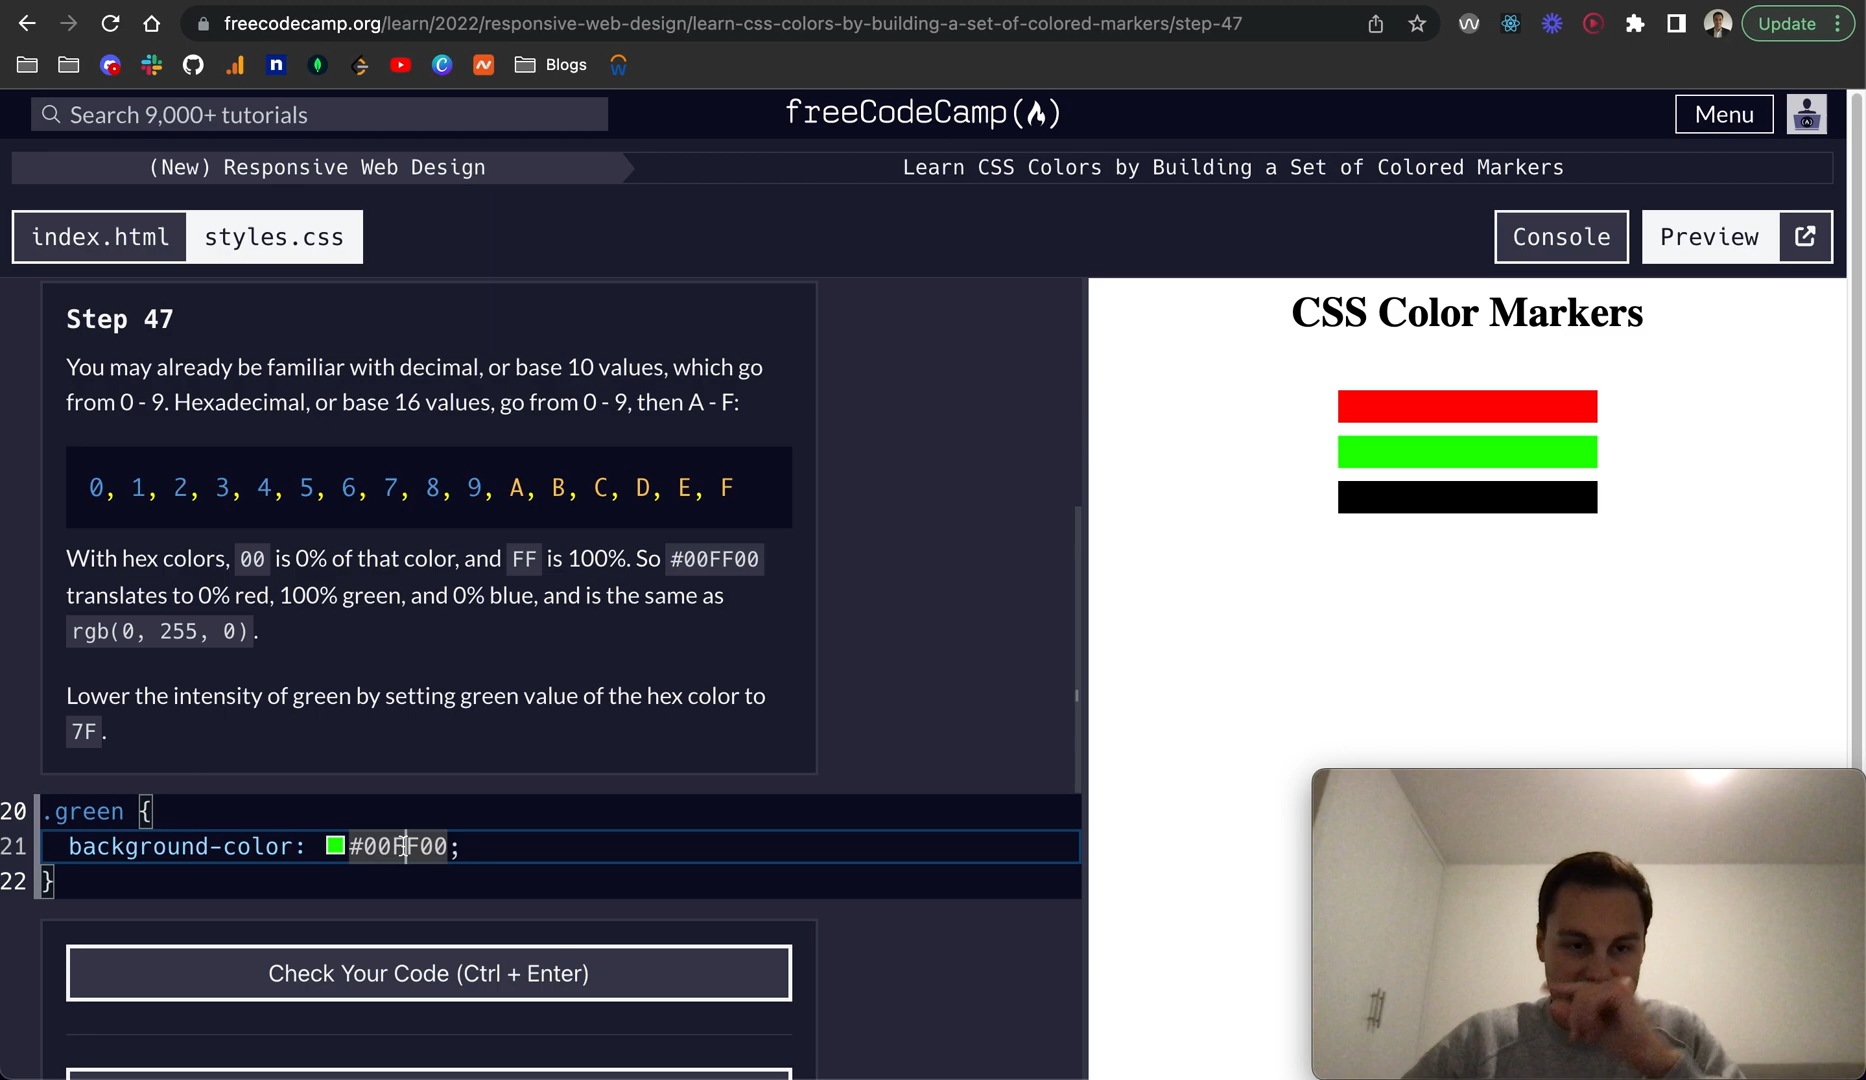 freecodecamp.org/learn/2022/responsive-web-design/learn-css-colors-by-building-a-set-of-colored-markers/step-47
Update
Blogs
Search 9,000+ tutorials
freeCodeCamp
Menu
(New) Responsive Web Design
Learn CSS Colors by Building a Set of Colored Markers
index.html
styles.css
Console
Preview
Step 47
You may already be familiar with decimal, or base 10 values, which go
from 0 - 9. Hexadecimal, or base 16 values, go from 0 - 9, then A - F:
0, 1, 2, 3, 4, 5, 6, 7, 8, 9, A, B, C, D, E, F
With hex colors, 00 is 0% of that color, and FF is 100%. So #00FF00
translates to 0% red, 100% green, and 0% blue, and is the same as
rgb(0, 255, 0).
Lower the intensity of green by setting green value of the hex color to
7F.
20 .green {
21 background-color: #00FF00;
22 }
Check Your Code (Ctrl + Enter)
CSS Color Markers